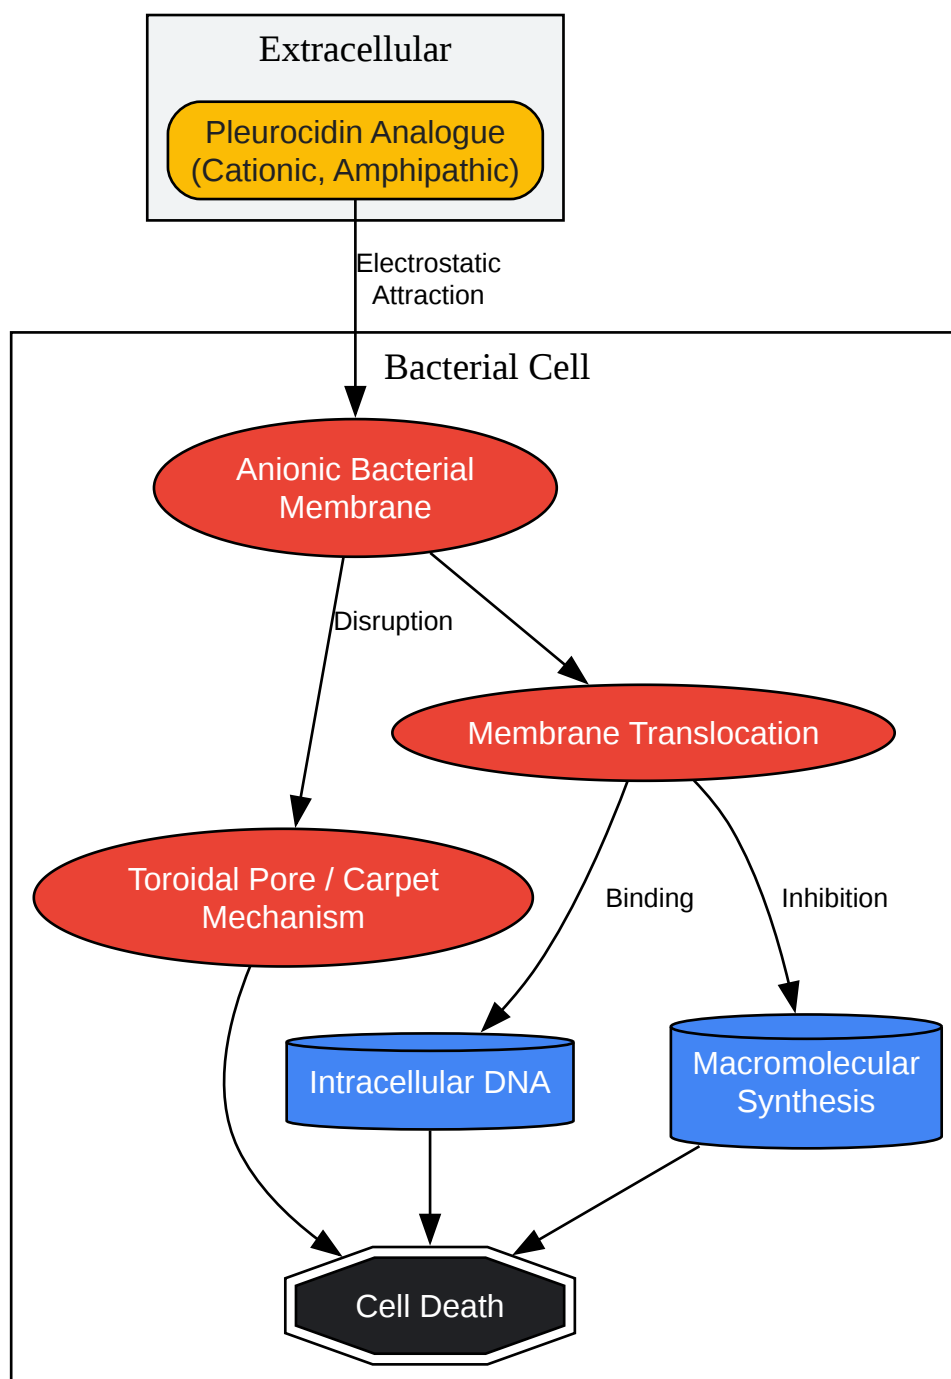 Extracellular
Pleurocidin Analogue
(Cationic, Amphipathic)
Electrostatic
Attraction
Bacterial Cell
Anionic Bacterial
Membrane
Disruption
Membrane Translocation
Toroidal Pore / Carpet
Mechanism
Binding
Inhibition
Intracellular DNA
Macromolecular
Synthesis
Cell Death